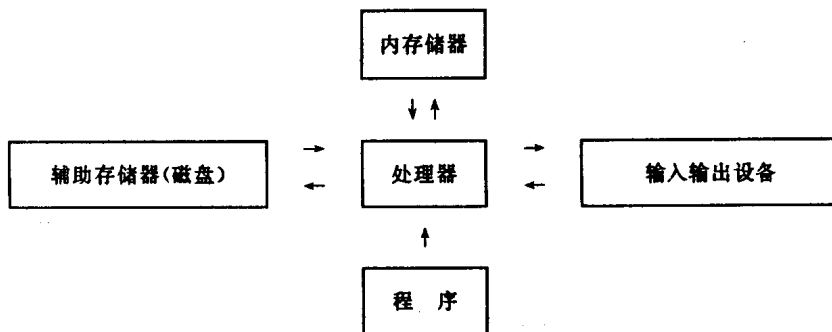 内存储器
辅助存储器(磁盘)
处理器
输入输出设备
程 序